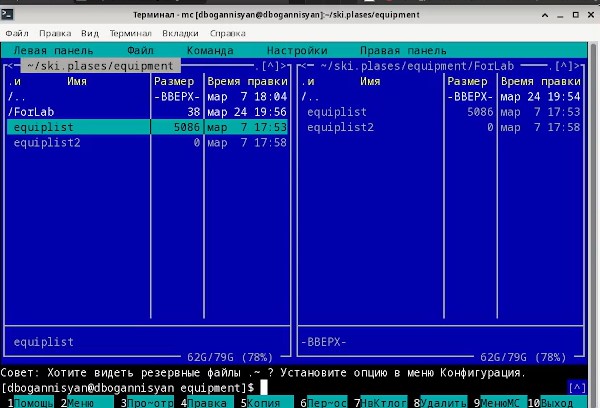 Терминал - mc [dbogannisyan@dbogannisyan]:~/ski.plases/equipment
Файл Правка Вид Терминал Вкладки Справка
Левая панель Файл Команда Настройки Правая панель
<─ ~/ski.plases/equipment .[^]> <─ ~/ski.plases/equipment/ForLab .[^]>
.и Имя Размер Время правки .и Имя Размер Время правки
/.. -ВВЕРХ- мар 7 18:04 /.. -ВВЕРХ- мар 24 19:54
/ForLab 38 мар 24 19:56 equiplist 5086 мар 7 17:53
equiplist 5086 мар 7 17:53 equiplist2 0 мар 7 17:58
equiplist2 0 мар 7 17:58
equiplist -ВВЕРХ-
62G/79G (78%) 62G/79G (78%)
Совет: Хотите видеть резервные файлы .~ ? Установите опцию в меню Конфигурация.
[dbogannisyan@dbogannisyan equipment]$ [^]
1Помощь 2Меню 3Про~отр 4Правка 5Копия 6Пер~ос 7НвКтлог 8Удалить 9МенюМС 10Выход